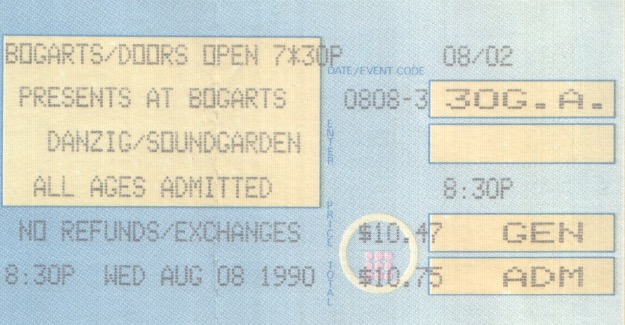 BOGARTS/DOORS OPEN 7*30P
PRESENTS AT BOGARTS
DANZIG/SOUNDGARDEN
ALL AGES ADMITTED
NO REFUNDS/EXCHANGES
8:30P WED AUG 08 1990
DATE/EVENT CODE
0808-3
ENTER
PRICE
$10.47
TOTAL
$10.75
08/02
30G.A.
8:30P
GEN
ADM